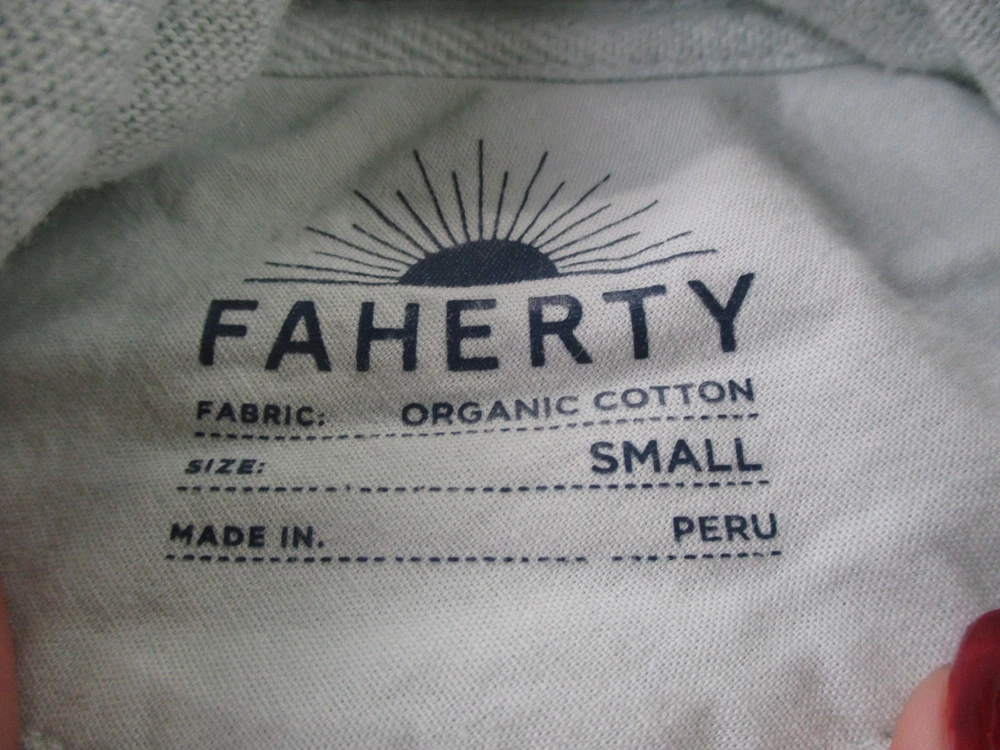 FAHERTY
FABRIC: ORGANIC COTTON
SIZE: SMALL
MADE IN. PERU